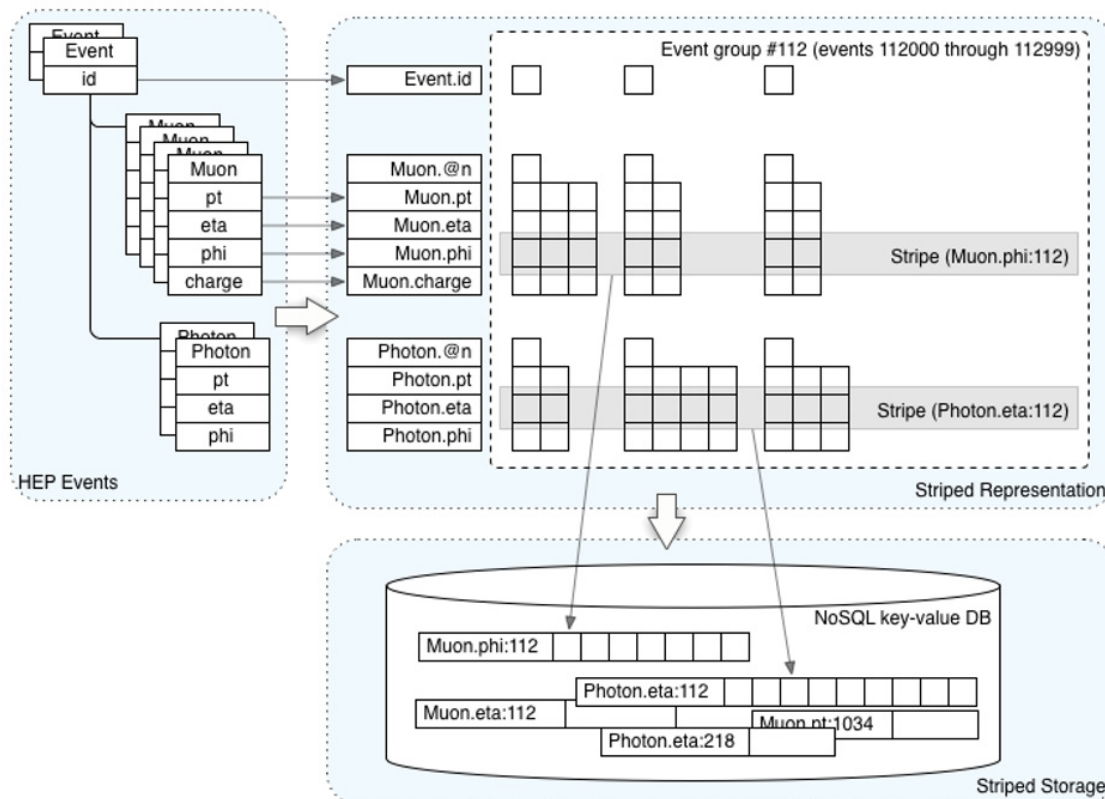 Event
Event
id
Muon
Muon
Muon
Muon
pt
eta
phi
charge
Photon
Photon
pt
eta
phi
HEP Events
Event group #112 (events 112000 through 112999)
Event.id
Muon.@n
Muon.pt
Muon.eta
Muon.phi
Muon.charge
Stripe (Muon.phi:112)
Photon.@n
Photon.pt
Photon.eta
Photon.phi
Stripe (Photon.eta:112)
Striped Representation
NoSQL key-value DB
Muon.phi:112
Photon.eta:112
Muon.eta:112
Muon.pt:1034
Photon.eta:218
Striped Storage